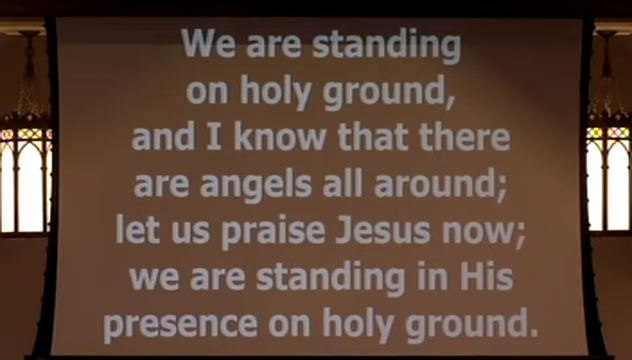 We are standing
on holy ground,
and I know that there
are angels all around;
let us praise Jesus now;
we are standing in His
presence on holy ground.